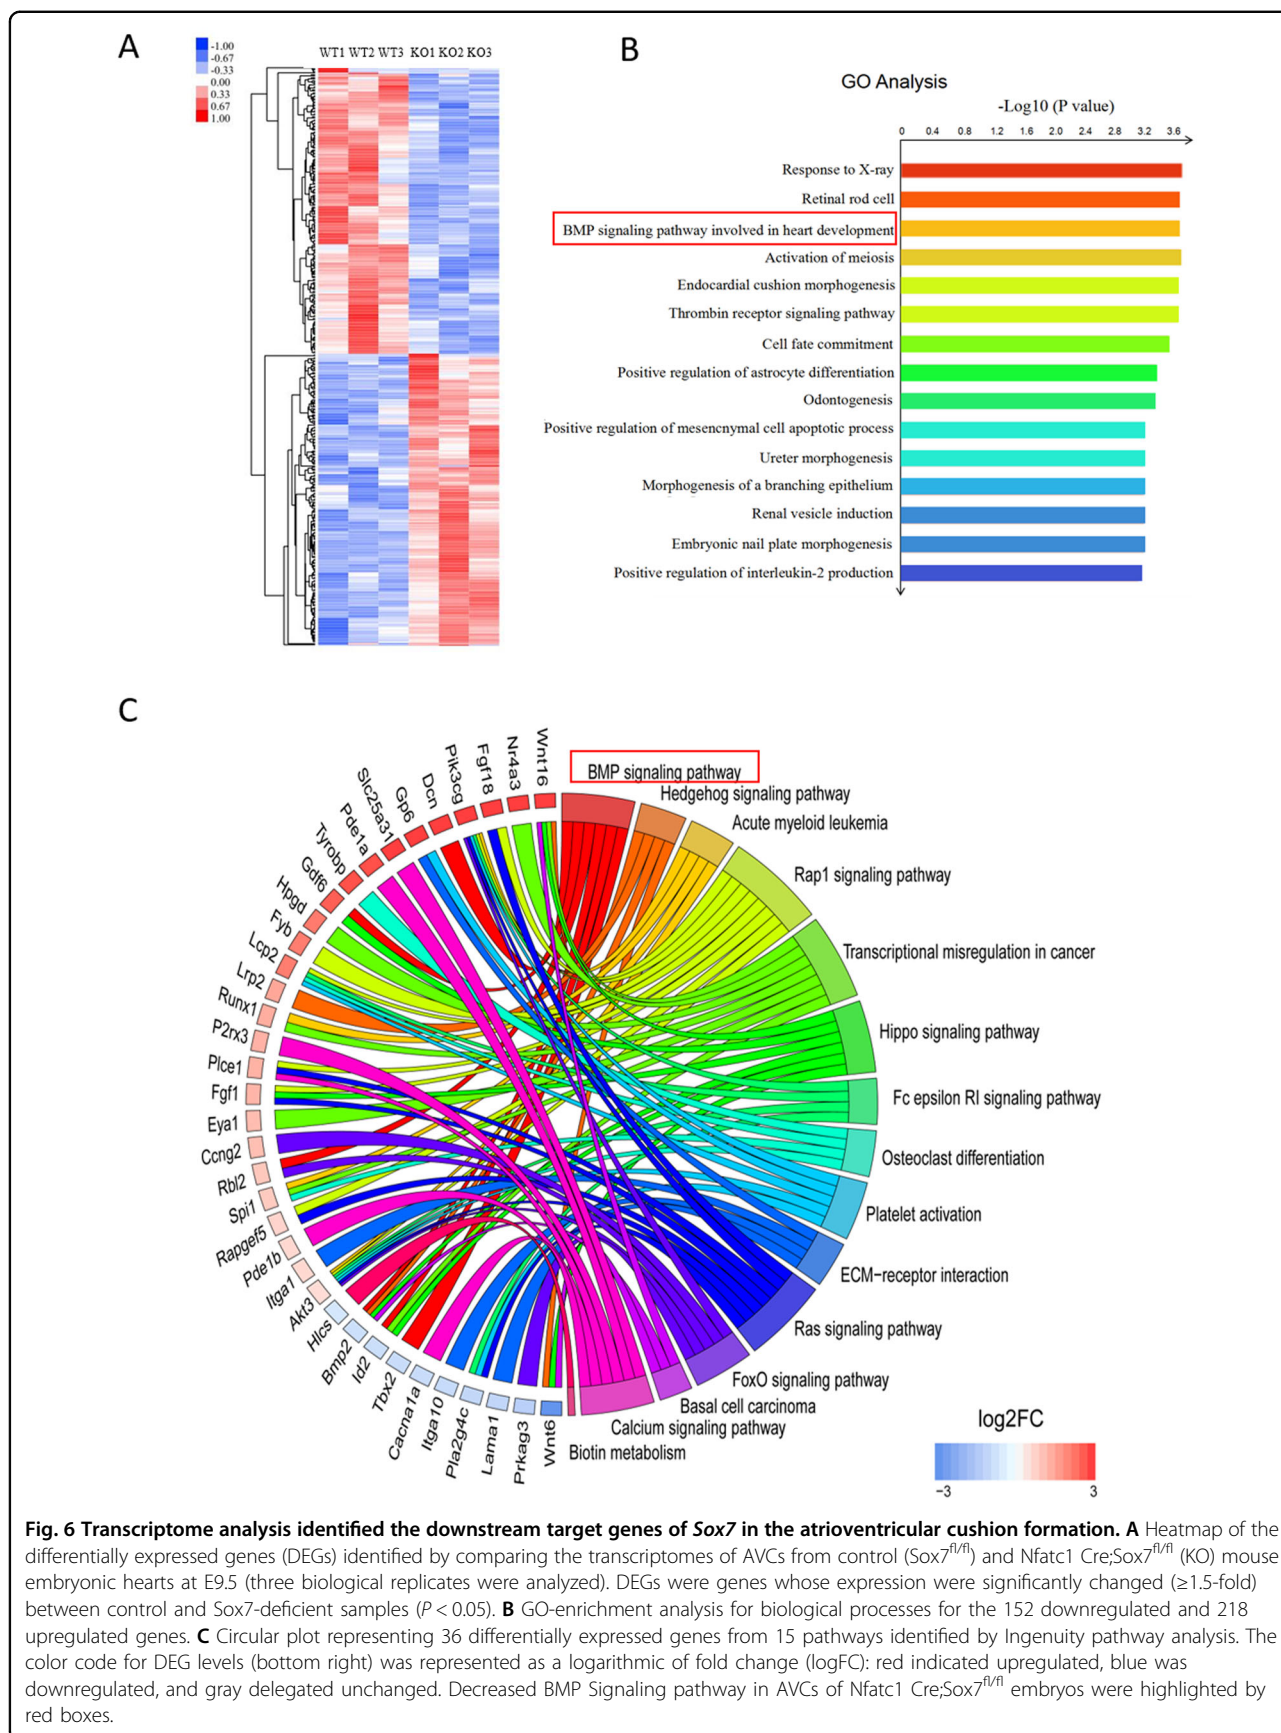 A
-1.00
-0.67
-0.33
0.00
0.33
0.67
1.00
WT1 WT2 WT3 KO1 KO2 KO3
B
GO Analysis
-Log10 (P value)
0 0.4 0.8 1.2 1.6 2.0 2.4 2.8 3.2 3.6
Response to X-ray
Retinal rod cell
BMP signaling pathway involved in heart development
Activation of meiosis
Endocardial cushion morphogenesis
Thrombin receptor signaling pathway
Cell fate commitment
Positive regulation of astrocyte differentiation
Odontogenesis
Positive regulation of mesencnymal cell apoptotic process
Ureter morphogenesis
Morphogenesis of a branching epithelium
Renal vesicle induction
Embryonic nail plate morphogenesis
Positive regulation of interleukin-2 production
C
Wnt16
Nr4a3
Fgf18
Pik3cg
Dcn
Gp6
Slc25a31
Pde1a
Tyrobp
Gdf6
Hpgd
Fyb
Lcp2
Lrp2
Runx1
P2rx3
Plce1
Fgf1
Eya1
Ccng2
Rbl2
Spi1
Rapgef5
Pde1b
Itga1
Akt3
Hlcs
Bmp2
Id2
Tbx2
Cacna1a
Itga10
Pla2g4c
Lama1
Prkag3
Wnt6
BMP signaling pathway
Hedgehog signaling pathway
Acute myeloid leukemia
Rap1 signaling pathway
Transcriptional misregulation in cancer
Hippo signaling pathway
Fc epsilon RI signaling pathway
Osteoclast differentiation
Platelet activation
ECM−receptor interaction
Ras signaling pathway
FoxO signaling pathway
Basal cell carcinoma
Calcium signaling pathway
Biotin metabolism
log2FC
−3 3
Fig. 6 Transcriptome analysis identified the downstream target genes of Sox7 in the atrioventricular cushion formation. A Heatmap of the
differentially expressed genes (DEGs) identified by comparing the transcriptomes of AVCs from control (Sox7fl/fl) and Nfatc1 Cre;Sox7fl/fl (KO) mouse
embryonic hearts at E9.5 (three biological replicates were analyzed). DEGs were genes whose expression were significantly changed (≥1.5-fold)
between control and Sox7-deficient samples (P < 0.05). B GO-enrichment analysis for biological processes for the 152 downregulated and 218
upregulated genes. C Circular plot representing 36 differentially expressed genes from 15 pathways identified by Ingenuity pathway analysis. The
color code for DEG levels (bottom right) was represented as a logarithmic of fold change (logFC): red indicated upregulated, blue was
downregulated, and gray delegated unchanged. Decreased BMP Signaling pathway in AVCs of Nfatc1 Cre;Sox7fl/fl embryos were highlighted by
red boxes.